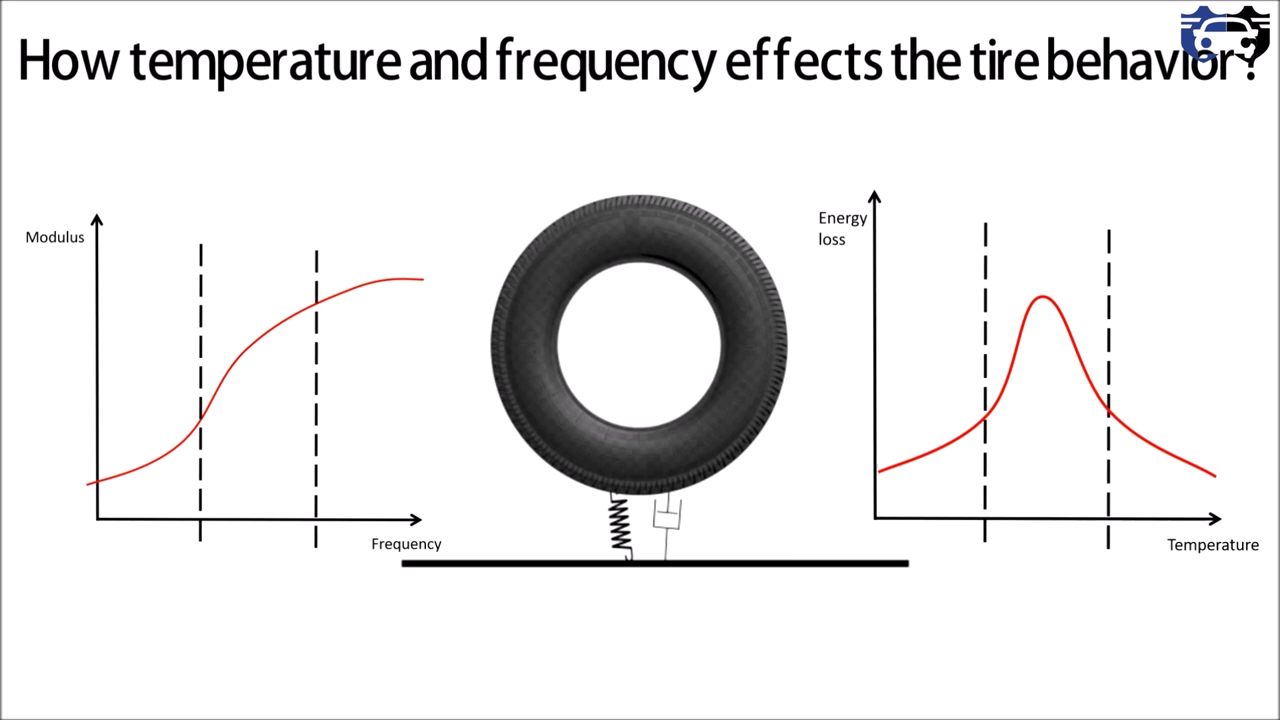 How temperature and frequency effects the tire behavior?
Modulus
Frequency
Energy
loss
Temperature